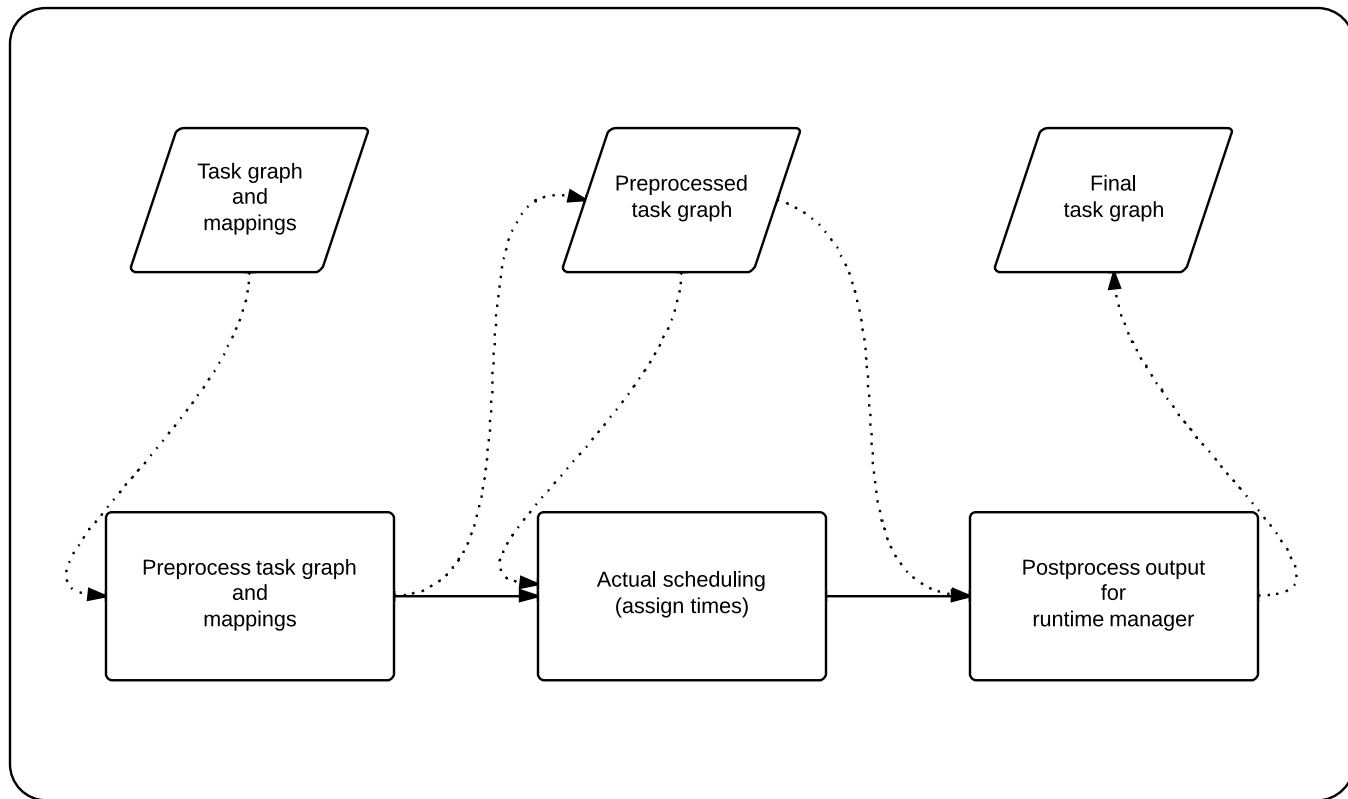 Task graph
and
mappings
Preprocessed
task graph
Final
task graph
Preprocess task graph
and
mappings
Actual scheduling
(assign times)
Postprocess output
for
runtime manager